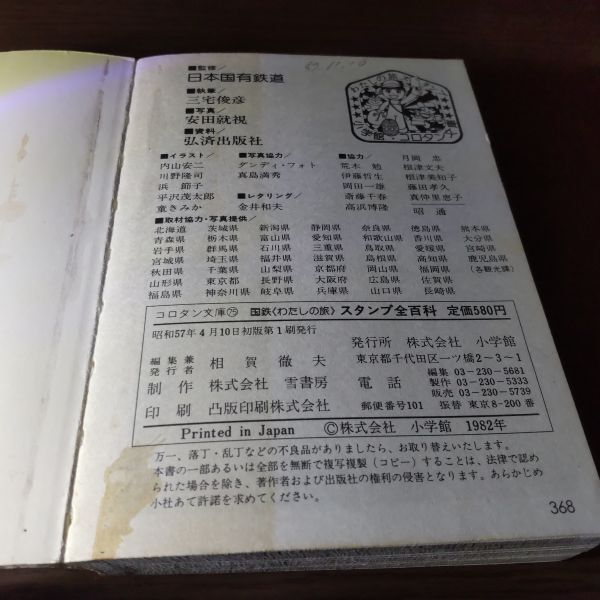 ■監修／
日本国有鉄道
■執筆／
三宅俊彦
■写真／
安田就視
■資料／
弘済出版社
わたしの旅
小学館・コロタン
■イラスト／
内山安二
川野隆司
浜 節子
平沢茂太郎
童きみか
■写真協力／
ダンディ・フォト
真島満秀
■レタリング／
金井和夫
■協力／
荒木 勉
伊藤哲生
岡田一雄
斎藤千春
高浜博隆
月岡 忠
根津文夫
根津美知子
藤田孝久
真仲里恵子
昭通
■取材協力・写真提供／
北海道 茨城県 新潟県 静岡県 奈良県 徳島県 熊本県
青森県 栃木県 富山県 愛知県 和歌山県 香川県 大分県
岩手県 群馬県 石川県 三重県 鳥取県 愛媛県 宮崎県
宮城県 埼玉県 福井県 滋賀県 島根県 高知県 鹿児島県
秋田県 千葉県 山梨県 京都府 岡山県 福岡県 (各観光課)
山形県 東京都 長野県 大阪府 広島県 佐賀県
福島県 神奈川県 岐阜県 兵庫県 山口県 長崎県
コロタン文庫75 国鉄〈わたしの旅〉スタンプ全百科 定価580円
昭和57年4月10日初版第1刷発行
発行所 株式会社 小学館
編集兼発行者 相賀徹夫 東京都千代田区一ツ橋2-3-1
編集 03-230-5681
制作 株式会社 雪書房 電話 製作 03-230-5333
販売 03-230-5739
印刷 凸版印刷株式会社 郵便番号101 振替 東京8-200番
Printed in Japan ©株式会社 小学館 1982年
万一、落丁・乱丁などの不良品がありましたら、お取り替えいたします。
本書の一部あるいは全部を無断で複写複製（コピー）することは、法律で認め
られた場合を除き、著作者および出版社の権利の侵害となります。あらかじめ
小社あて許諾を求めてください。
368